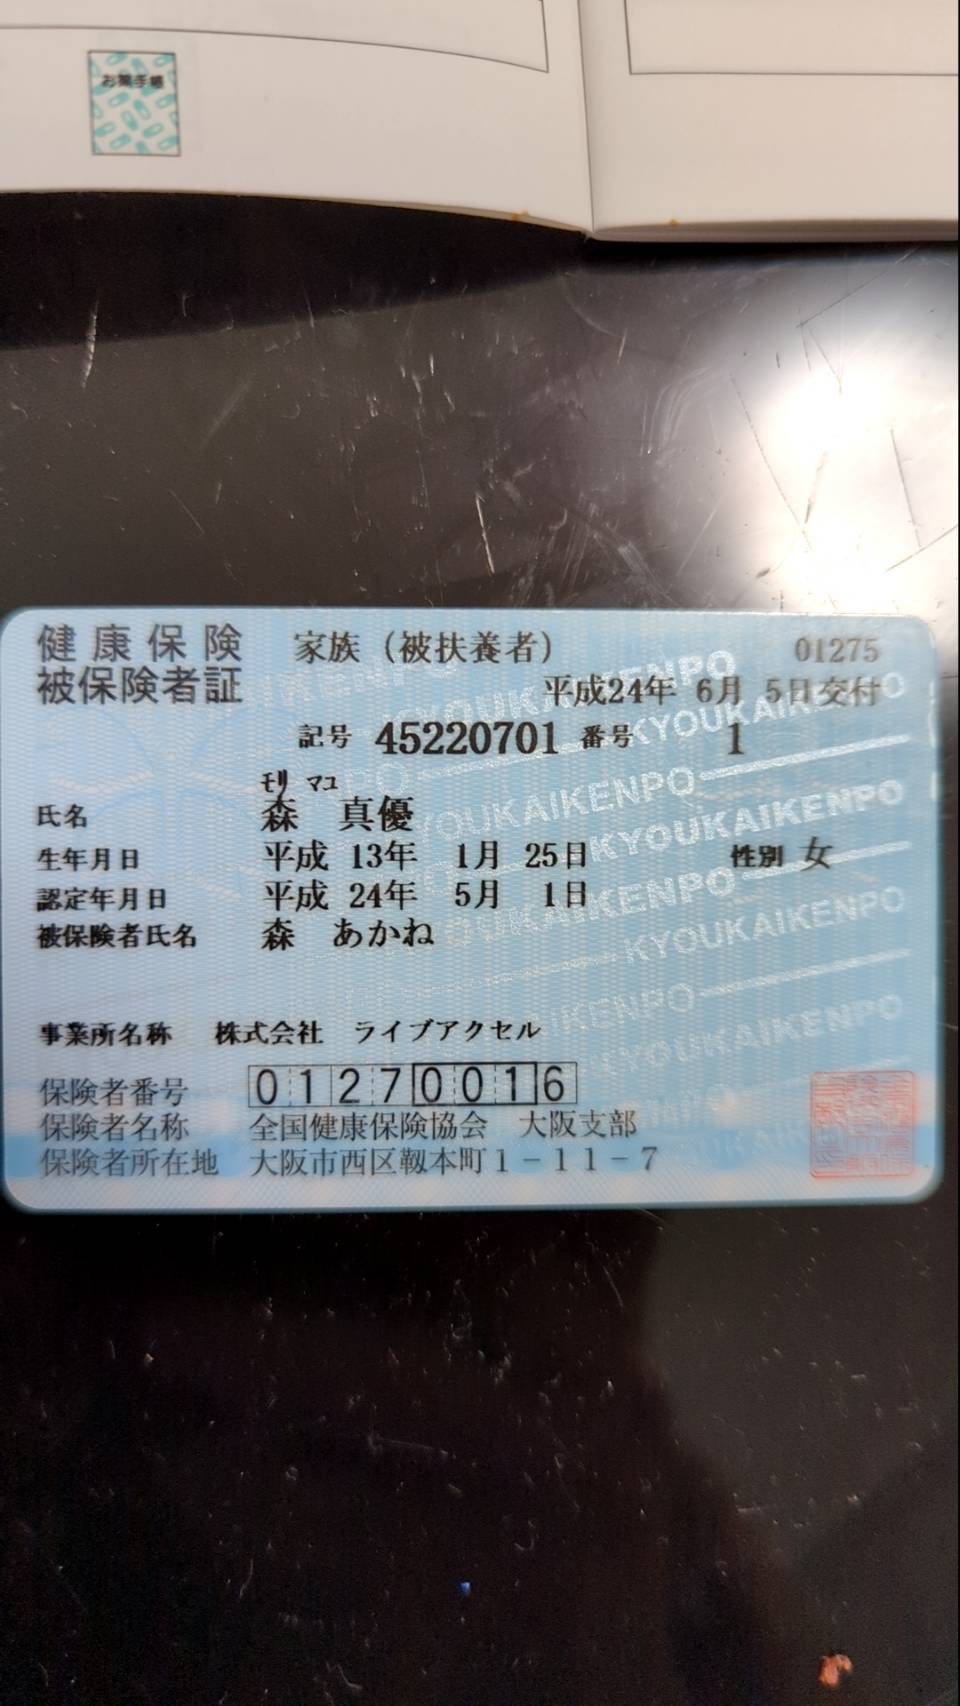 お薬手帳
健康保険 家族（被扶養者） 01275
被保険者証 平成24年 6月 5日交付
記号 45220701 番号 1
ﾓﾘ ﾏﾕ
氏名 森 真優
生年月日 平成 13年 1月 25日 性別 女
認定年月日 平成 24年 5月 1日
被保険者氏名 森 あかね
事業所名称 株式会社 ライブアクセル
保険者番号 01270016
保険者名称 全国健康保険協会 大阪支部
保険者所在地 大阪市西区靱本町1－11－7
KYOUKAIKENPO
KYOUKAIKENPO
KYOUKAIKENPO
KYOUKAIKENPO
KYOUKAIKENPO